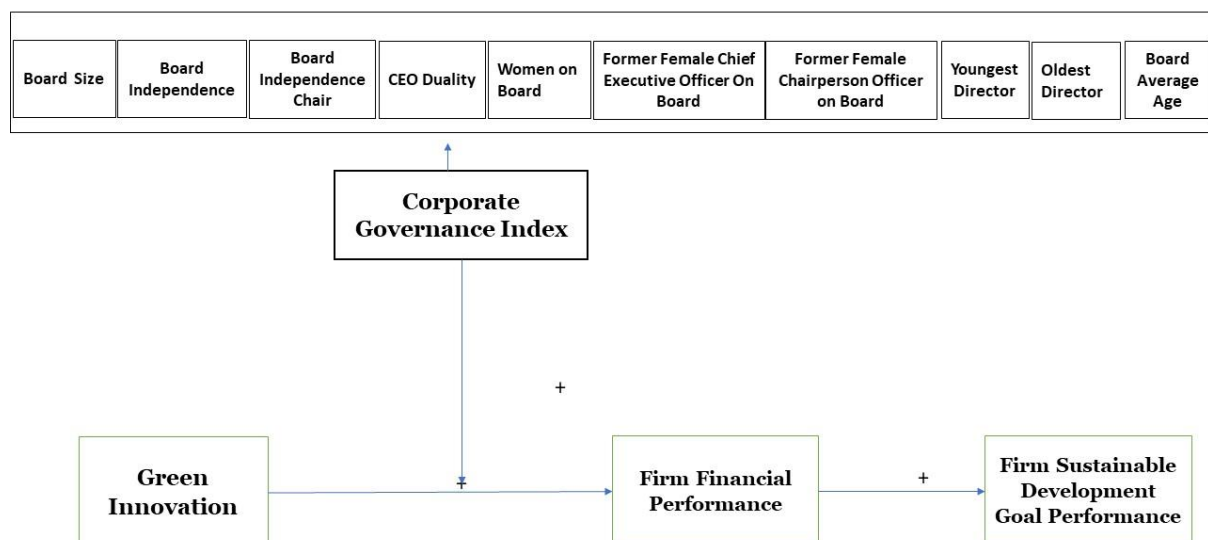 Board Size
Board
Independence
Board
Independence
Chair
CEO Duality
Women on
Board
Former Female Chief
Executive Officer On
Board
Former Female
Chairperson Officer
on Board
Youngest
Director
Oldest
Director
Board
Average
Age
Corporate
Governance Index
+
Green
Innovation
+
Firm Financial
Performance
+
Firm Sustainable
Development
Goal Performance